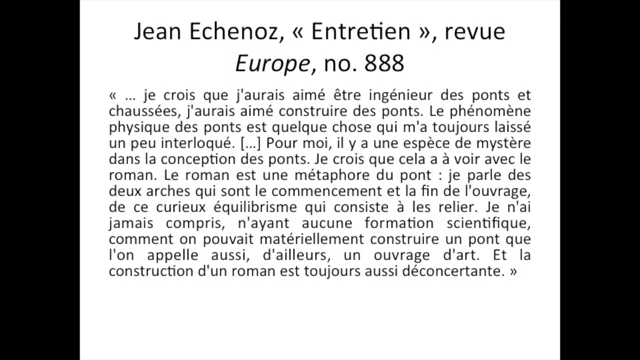 Jean Echenoz, « Entretien », revue
Europe, no. 888
« ... je crois que j'aurais aimé être ingénieur des ponts et
chaussées, j'aurais aimé construire des ponts. Le phénomène
physique des ponts est quelque chose qui m'a toujours laissé
un peu interloqué. […] Pour moi, il y a une espèce de mystère
dans la conception des ponts. Je crois que cela a à voir avec le
roman. Le roman est une métaphore du pont : je parle des
deux arches qui sont le commencement et la fin de l'ouvrage,
de ce curieux équilibrisme qui consiste à les relier. Je n'ai
jamais compris, n'ayant aucune formation scientifique,
comment on pouvait matériellement construire un pont que
l'on appelle aussi, d'ailleurs, un ouvrage d'art. Et la
construction d'un roman est toujours aussi déconcertante. »